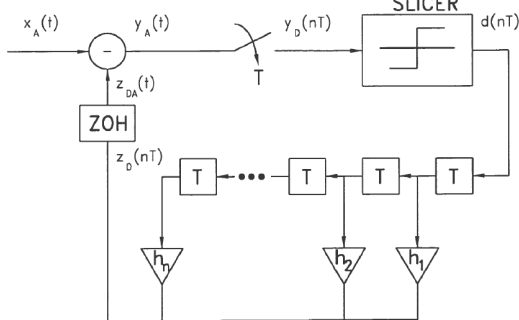 SLICER
x_A(t)
y_A(t)
y_D(nT)
d(nT)
−
T
z_DA(t)
ZOH
z_D(nT)
T
•••
T
T
T
h_n
h_2
h_1